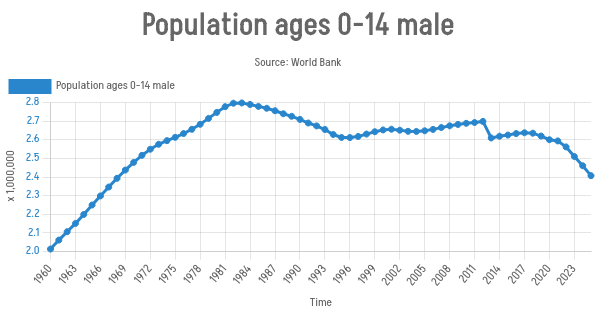 Population ages 0-14 male
Source: World Bank
Population ages 0-14 male
x 1,000,000
2.8
2.7
2.6
2.5
2.4
2.3
2.2
2.1
2.0
1960 1963 1966 1969 1972 1975 1978 1981 1984 1987 1990 1993 1996 1999 2002 2005 2008 2011 2014 2017 2020 2023
Time